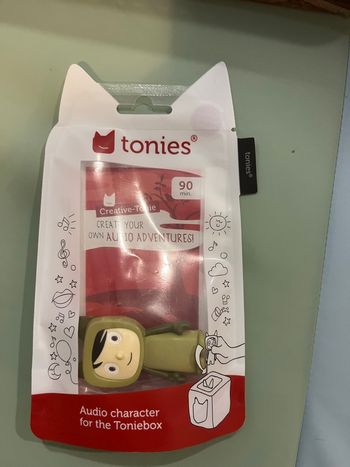 tonies®
tonies®
90
min.
Creative-Tonie
CREATE YOUR
OWN AUDIO ADVENTURES!
Audio character
for the Toniebox